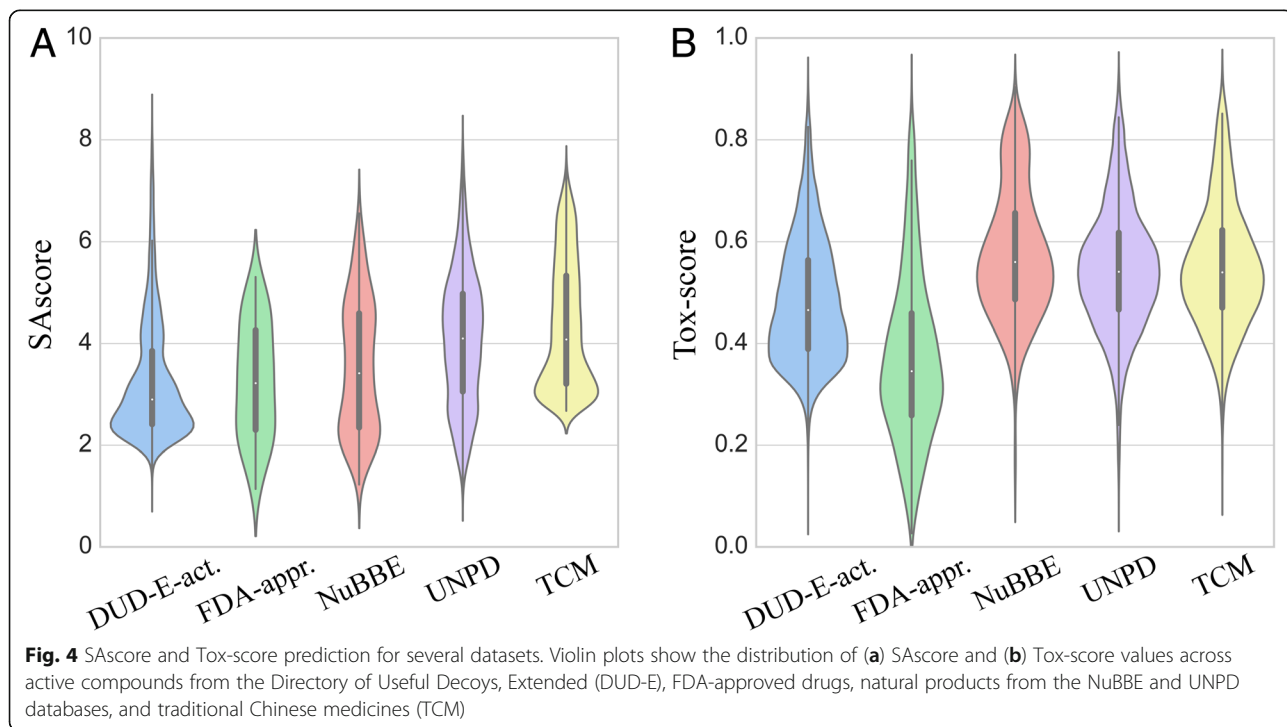 A
10
8
6
4
2
0
SAscore
DUD-E-act.
FDA-appr.
NuBBE
UNPD
TCM
B
1.0
0.8
0.6
0.4
0.2
0.0
Tox-score
DUD-E-act.
FDA-appr.
NuBBE
UNPD
TCM
Fig. 4 SAscore and Tox-score prediction for several datasets. Violin plots show the distribution of (a) SAscore and (b) Tox-score values across
active compounds from the Directory of Useful Decoys, Extended (DUD-E), FDA-approved drugs, natural products from the NuBBE and UNPD
databases, and traditional Chinese medicines (TCM)